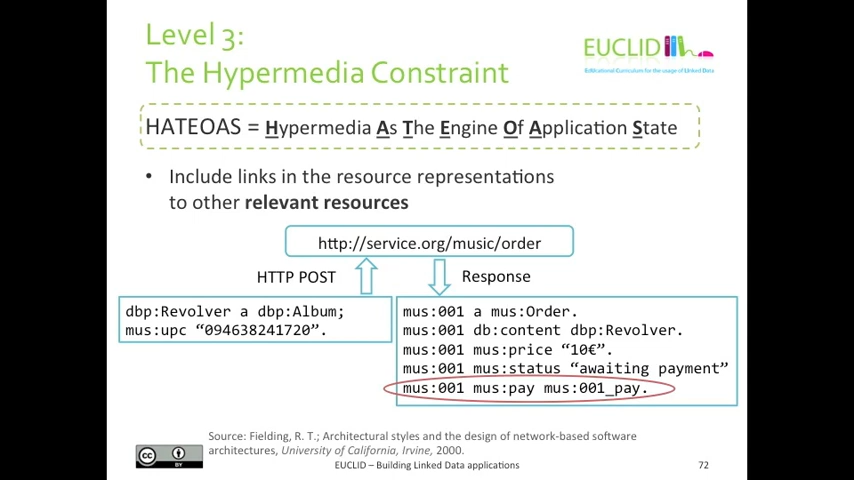 Level 3:
The Hypermedia Constraint
EUCLID
EdUcational Curriculum for the usage of LInked Data
HATEOAS = Hypermedia As The Engine Of Application State
• Include links in the resource representations
to other relevant resources
http://service.org/music/order
HTTP POST
Response
dbp:Revolver a dbp:Album;
mus:upc “094638241720”.
mus:001 a mus:Order.
mus:001 db:content dbp:Revolver.
mus:001 mus:price “10€”.
mus:001 mus:status “awaiting payment”
mus:001 mus:pay mus:001_pay.
Source: Fielding, R. T.; Architectural styles and the design of network-based software
architectures, University of California, Irvine, 2000.
cc BY
EUCLID – Building Linked Data applications
72